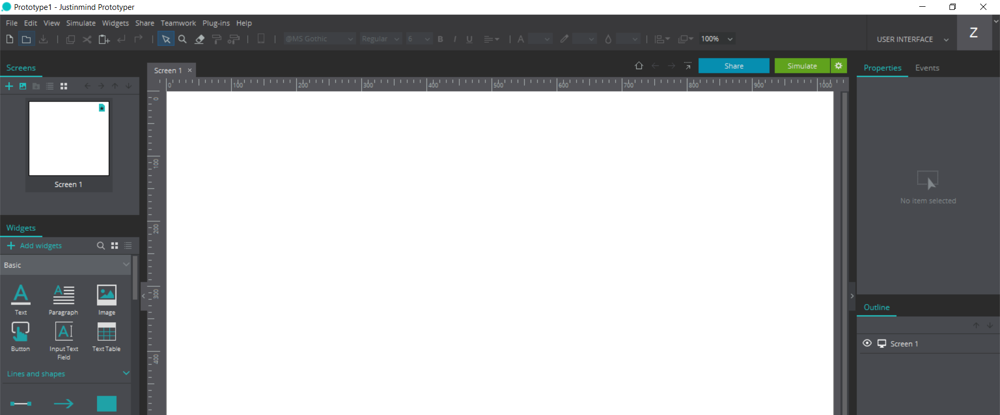 Prototype1 - Justinmind Prototyper
File Edit View Simulate Widgets Share Teamwork Plug-ins Help
@MS Gothic Regular 6 B I U A 100% USER INTERFACE Z
Screens
Screen 1
Share Simulate
Properties Events
0 100 200 300 400 500 600 700 800 900 1000
0
100
200
300
400
Screen 1
Widgets
Add widgets
Basic
Text Paragraph Image
Button Input Text Field Text Table
Lines and shapes
No item selected
Outline
Screen 1